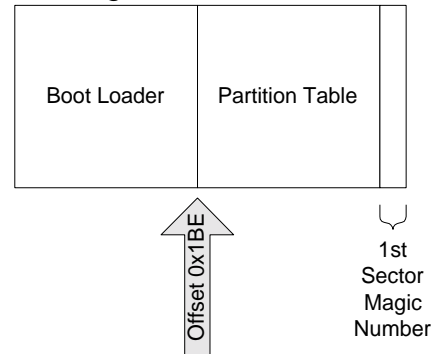 Boot Loader
Partition Table
Offset 0x1BE
1st
Sector
Magic
Number